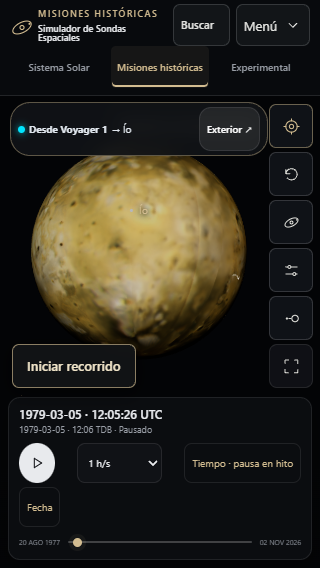 MISIONES HISTÓRICAS
Simulador de Sondas
Espaciales
Buscar
Menú
Sistema Solar
Misiones históricas
Experimental
Desde Voyager 1 → Ío
Exterior ↗
Ío
Iniciar recorrido
1979-03-05 · 12:05:26 UTC
1979-03-05 · 12:06 TDB · Pausado
1 h/s
Tiempo · pausa en hito
Fecha
20 AGO 1977
02 NOV 2026